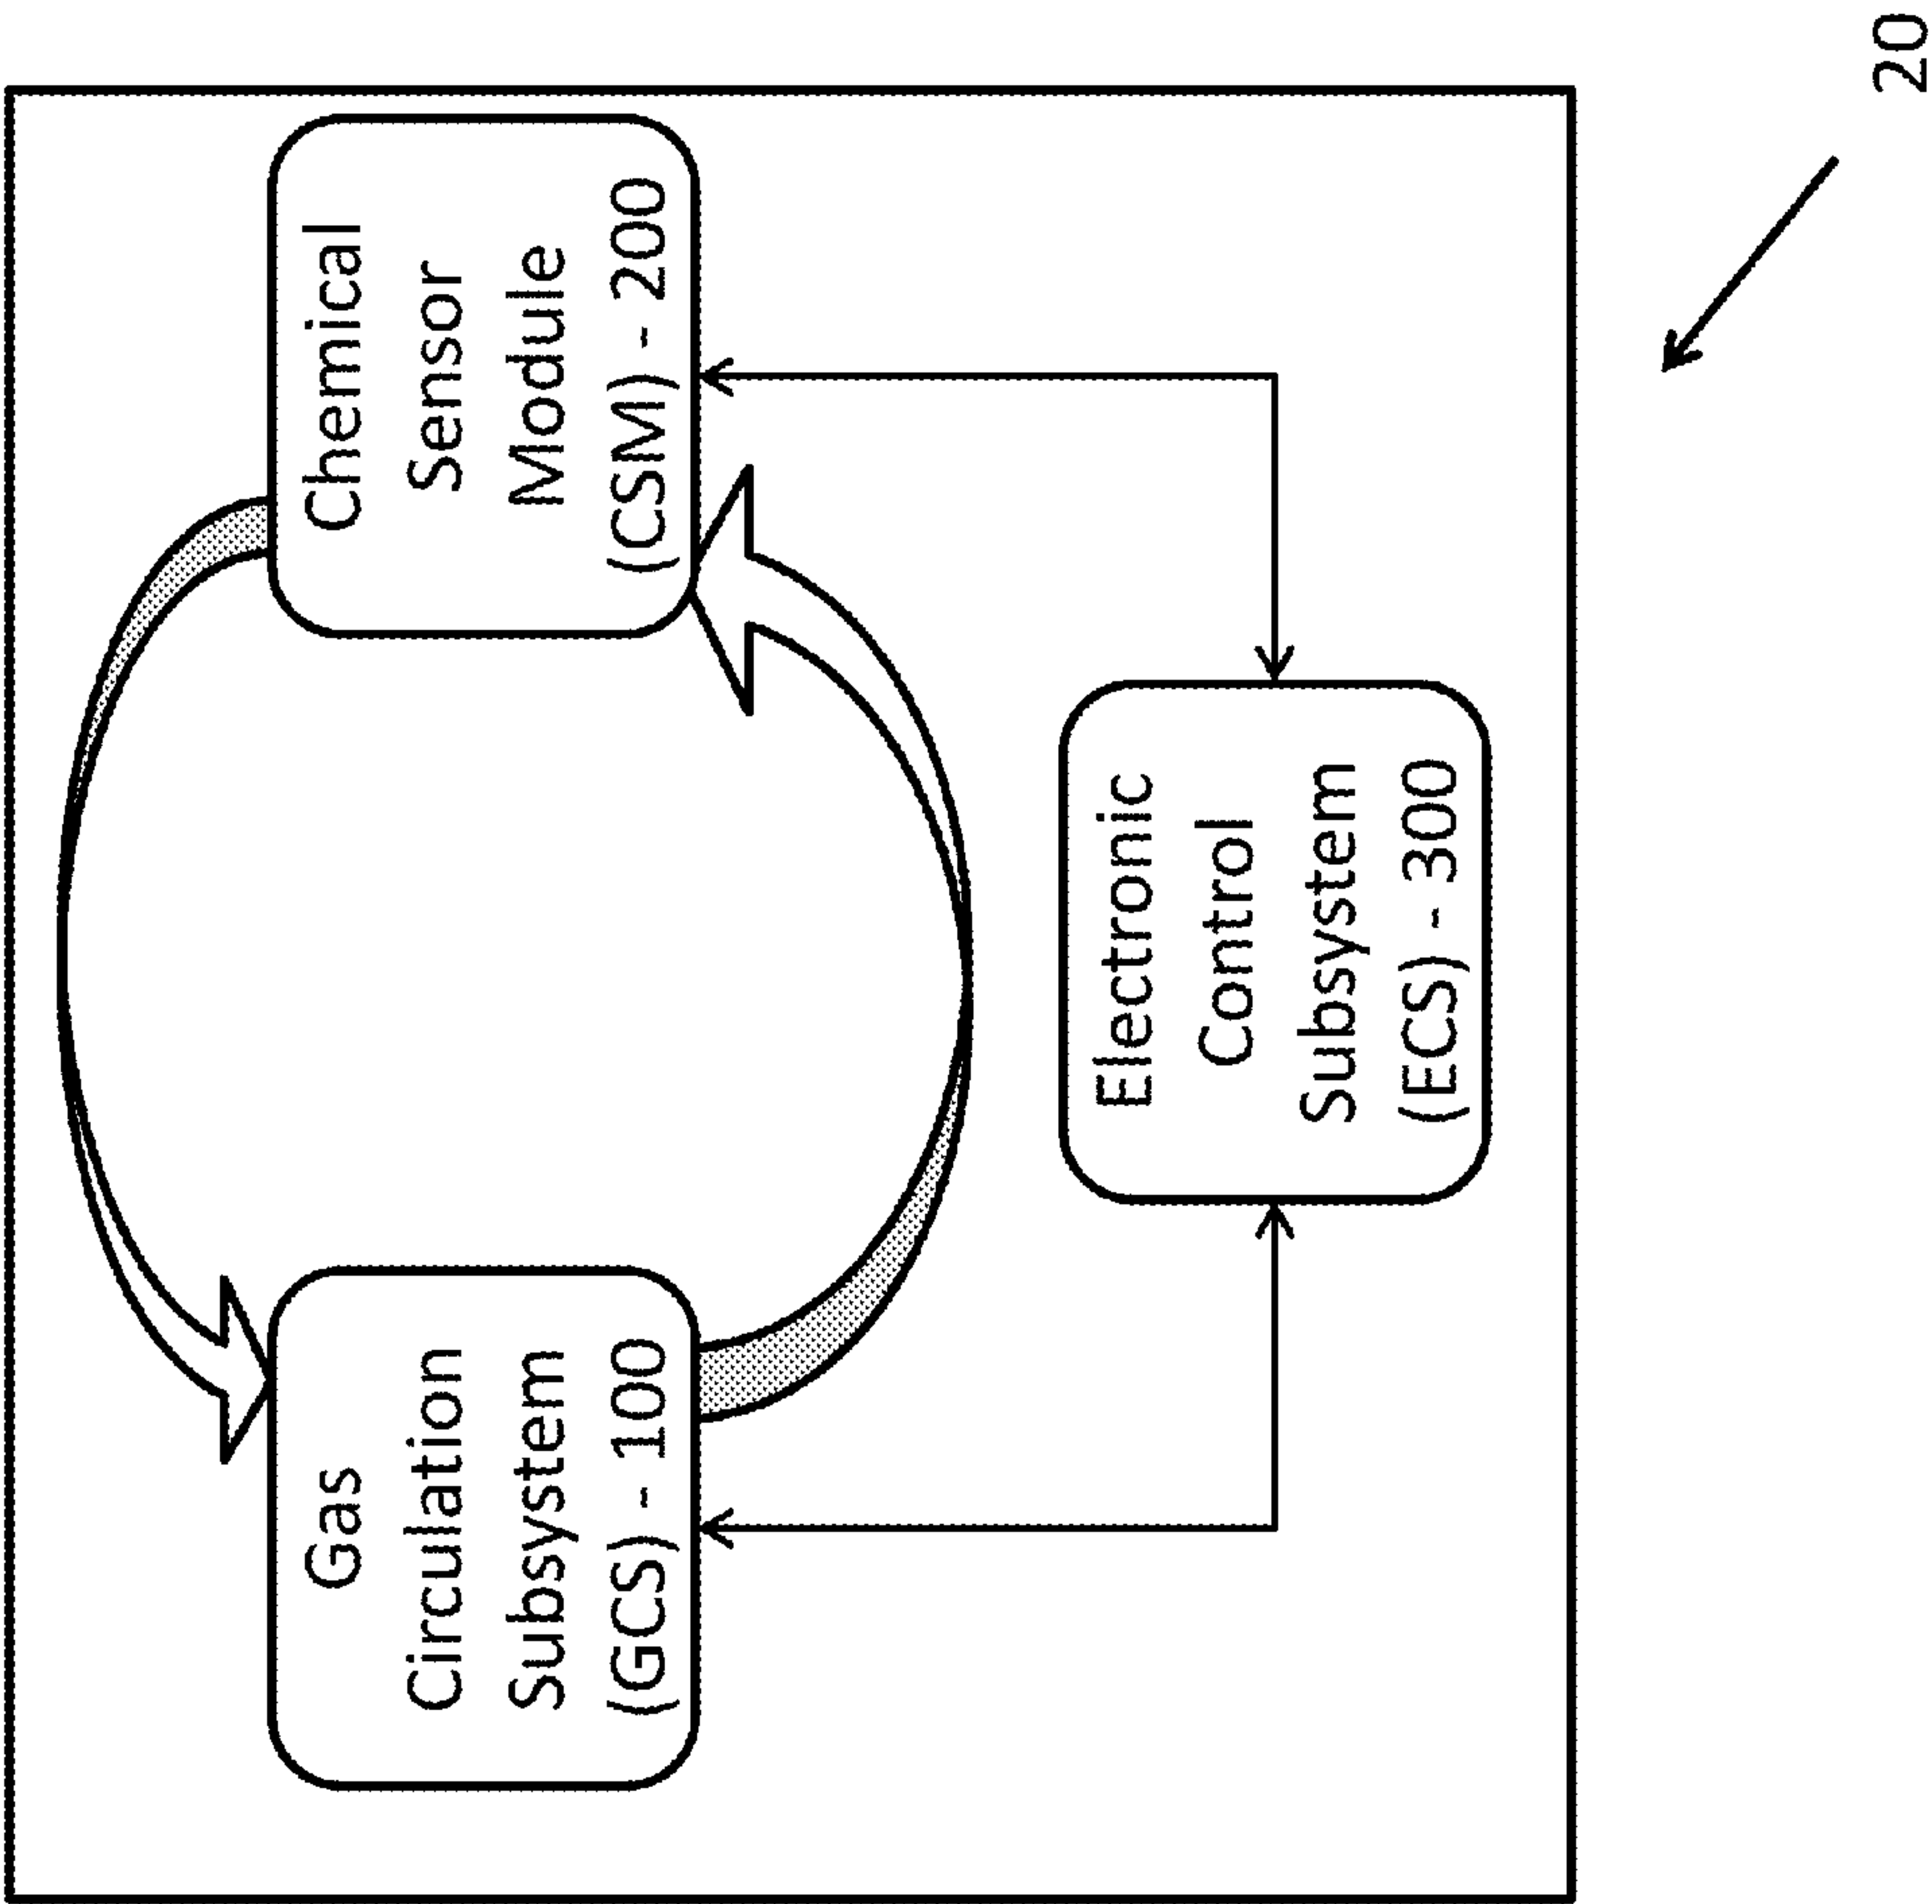 Gas
Circulation
Subsystem
(GCS) - 100
Chemical
Sensor
Module
(CSM) - 200
Electronic
Control
Subsystem
(ECS) - 300
20